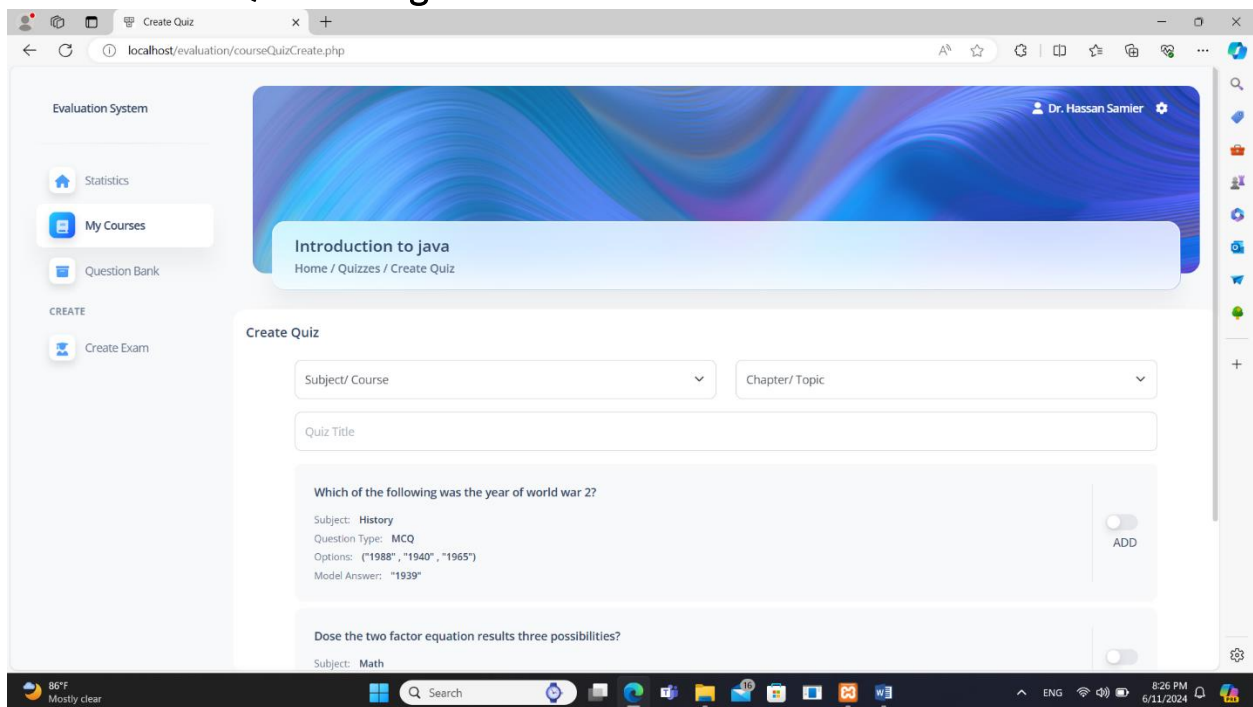 Create Quiz
localhost/evaluation/courseQuizCreate.php
Evaluation System
Dr. Hassan Samier
Statistics
My Courses
Introduction to java
Home / Quizzes / Create Quiz
Question Bank
CREATE
Create Exam
Create Quiz
Subject/ Course
Chapter/ Topic
Quiz Title
Which of the following was the year of world war 2?
Subject: History
Question Type: MCQ
Options: ("1988" , "1940" , "1965")
Model Answer: "1939"
ADD
Dose the two factor equation results three possibilities?
Subject: Math
86°F
Mostly clear
Search
16
ENG
8:26 PM
6/11/2024